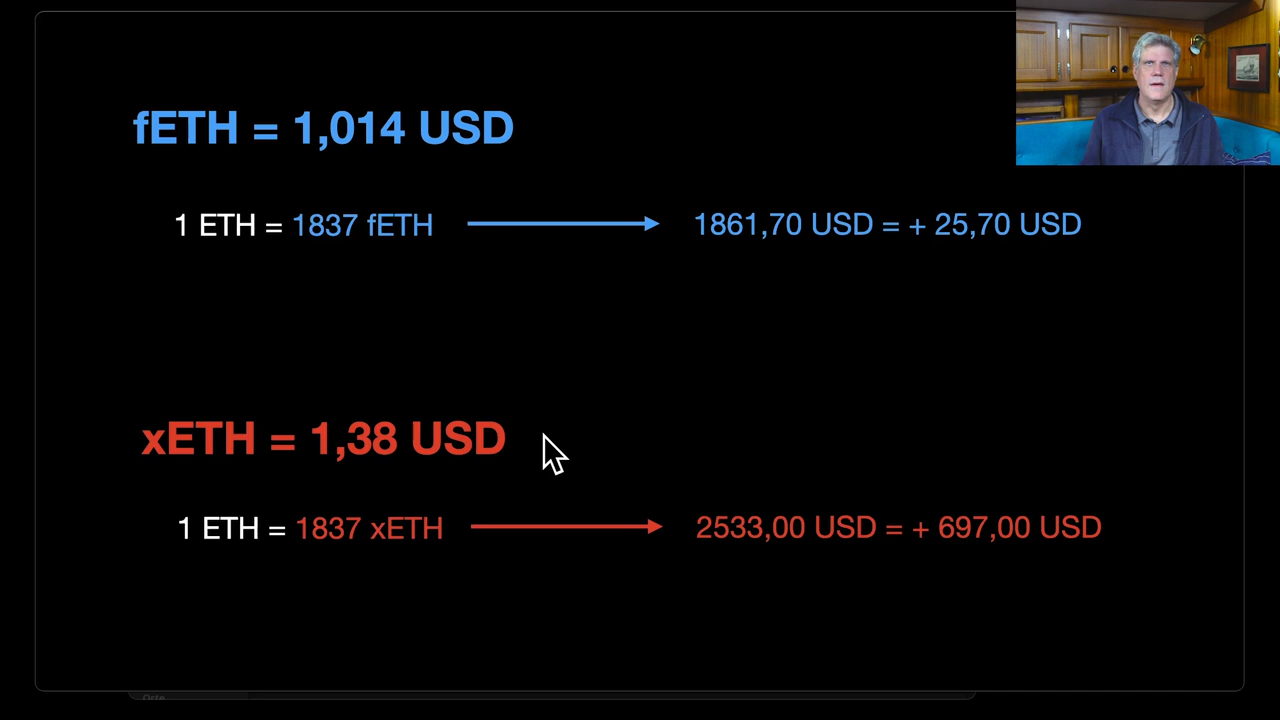 fETH = 1,014 USD
1 ETH = 1837 fETH
1861,70 USD = + 25,70 USD
xETH = 1,38 USD
1 ETH = 1837 xETH
2533,00 USD = + 697,00 USD
Orte